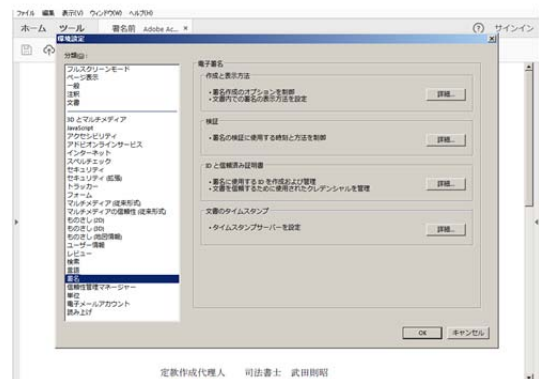 ファイル 編集 表示(V) ウィンドウ(W) ヘルプ(H)
ホーム ツール 署名前 Adobe Ac... ×
サインイン
環境設定
分類(G):
フルスクリーンモード
ページ表示
一般
注釈
文書
3D とマルチメディア
JavaScript
アクセシビリティ
アドビオンラインサービス
インターネット
スペルチェック
セキュリティ
セキュリティ (拡張)
トラッカー
フォーム
マルチメディア (従来形式)
マルチメディアの信頼性 (従来形式)
ものさし (2D)
ものさし (3D)
ものさし (地図情報)
ユーザー情報
レビュー
検索
言語
署名
信頼性管理マネージャー
単位
電子メールアカウント
読み上げ
電子署名
作成と表示方法
・署名作成のオプションを制御
・文書内での署名の表示方法を設定
詳細...
検証
・署名の検証に使用する時刻と方法を制御
詳細...
ID と信頼済み証明書
・署名に使用する ID を作成および管理
・文書を信頼するために使用されたクレデンシャルを管理
詳細...
文書のタイムスタンプ
・タイムスタンプサーバーを設定
詳細...
OK キャンセル
定款作成代理人 司法書士 武田則昭